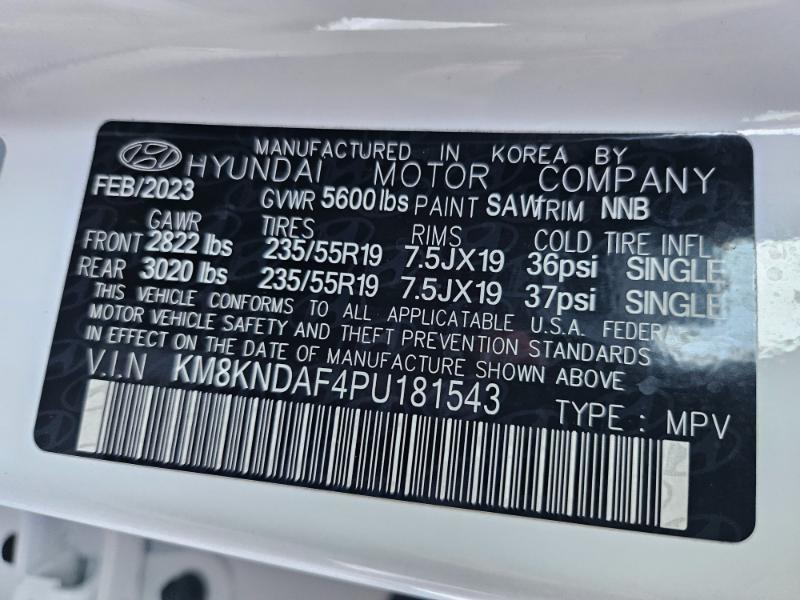 MANUFACTURED IN KOREA BY
HYUNDAI MOTOR COMPANY
FEB/2023 GVWR 5600lbs PAINT SAW TRIM NNB
GAWR TIRES RIMS COLD TIRE INFL
FRONT 2822 lbs 235/55R19 7.5JX19 36psi SINGLE
REAR 3020 lbs 235/55R19 7.5JX19 37psi SINGLE
THIS VEHICLE CONFORMS TO ALL APPLICATABLE U.S.A. FEDERAL
MOTOR VEHICLE SAFETY AND THEFT PREVENTION STANDARDS
IN EFFECT ON THE DATE OF MANUFACTURE SHOWN ABOVE
V.I.N KM8KNDAF4PU181543 TYPE : MPV